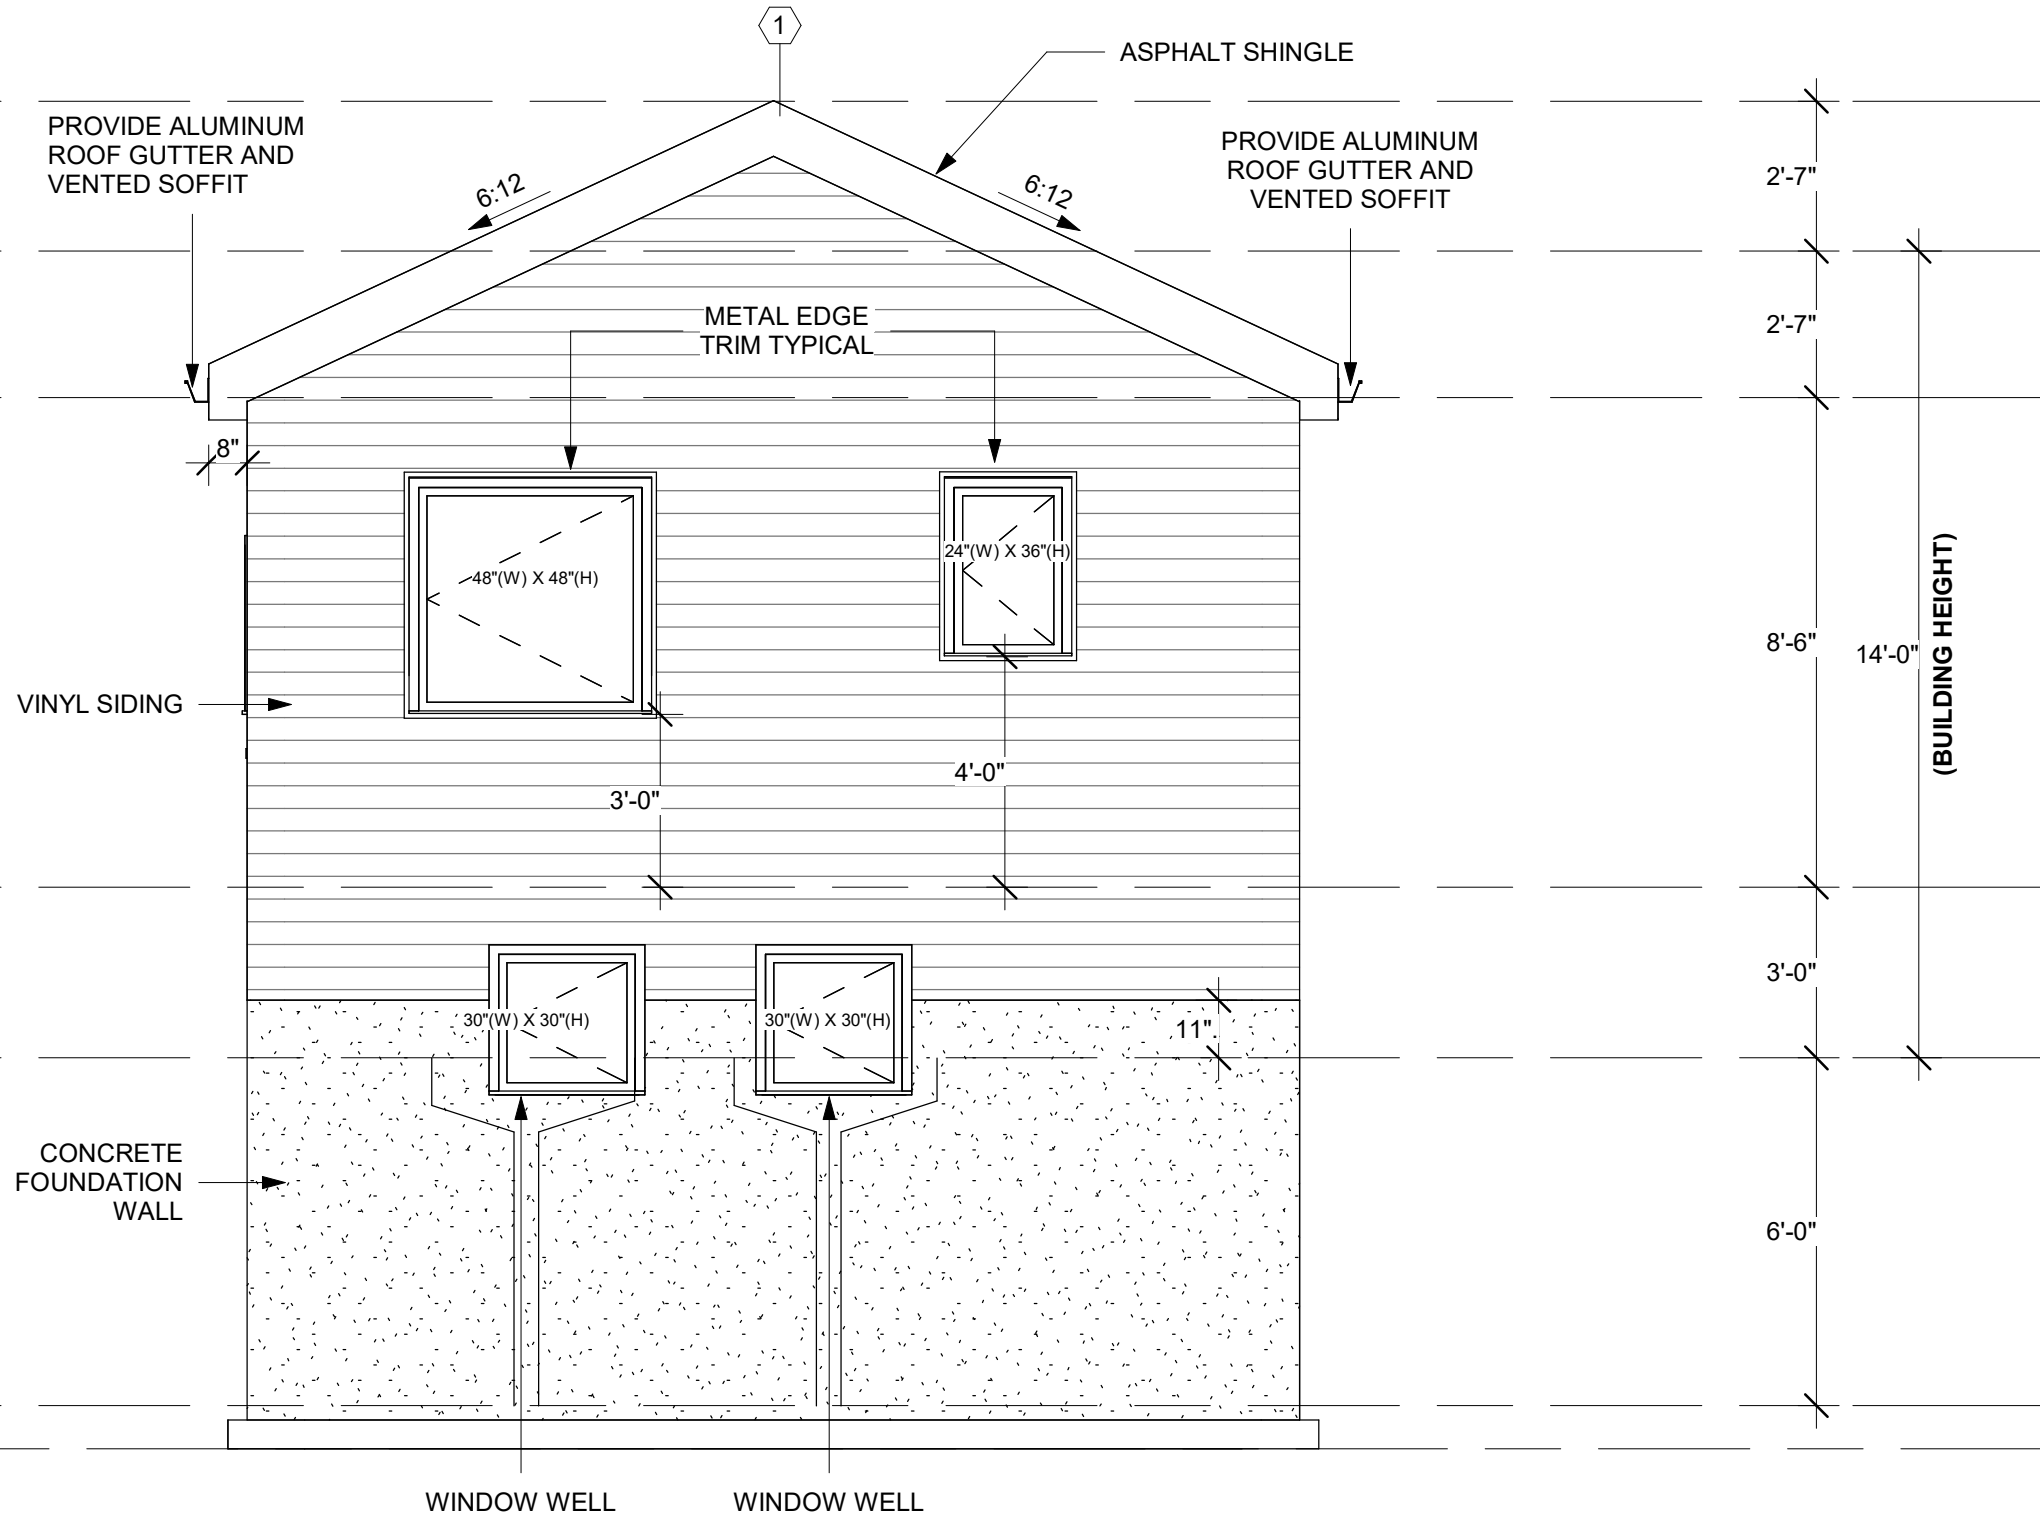 1
ASPHALT SHINGLE
PROVIDE ALUMINUM
ROOF GUTTER AND
VENTED SOFFIT
PROVIDE ALUMINUM
ROOF GUTTER AND
VENTED SOFFIT
6:12
6:12
2'-7"
2'-7"
METAL EDGE
TRIM TYPICAL
8"
24"(W) X 36"(H)
48"(W) X 48"(H)
8'-6"
14'-0"
(BUILDING HEIGHT)
VINYL SIDING
4'-0"
3'-0"
3'-0"
30"(W) X 30"(H)
30"(W) X 30"(H)
11".
CONCRETE
FOUNDATION
WALL
6'-0"
WINDOW WELL
WINDOW WELL